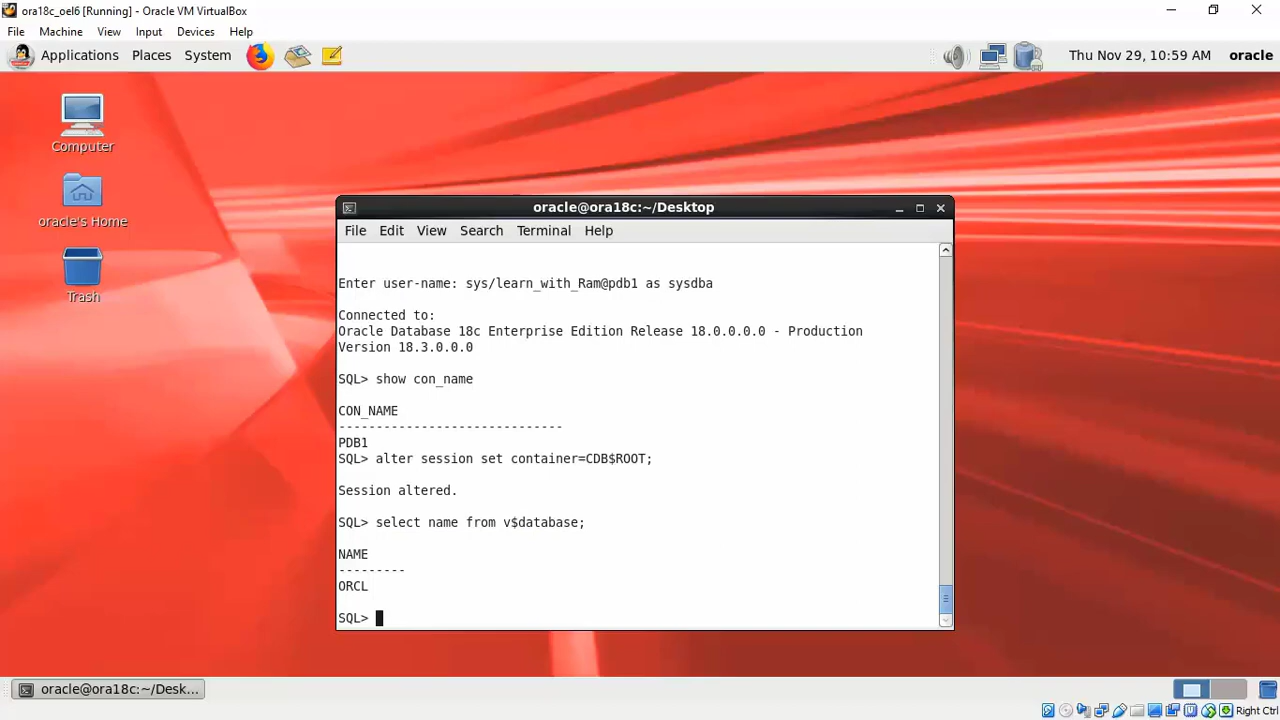 ora18c_oel6 [Running] - Oracle VM VirtualBox
File Machine View Input Devices Help
Applications Places System Thu Nov 29, 10:59 AM oracle
Computer
oracle's Home
Trash
oracle@ora18c:~/Desktop
File Edit View Search Terminal Help
Enter user-name: sys/learn_with_Ram@pdb1 as sysdba
Connected to:
Oracle Database 18c Enterprise Edition Release 18.0.0.0.0 - Production
Version 18.3.0.0.0
SQL> show con_name
CON_NAME
------------------------------
PDB1
SQL> alter session set container=CDB$ROOT;
Session altered.
SQL> select name from v$database;
NAME
---------
ORCL
SQL>
oracle@ora18c:~/Desk...
Right Ctrl